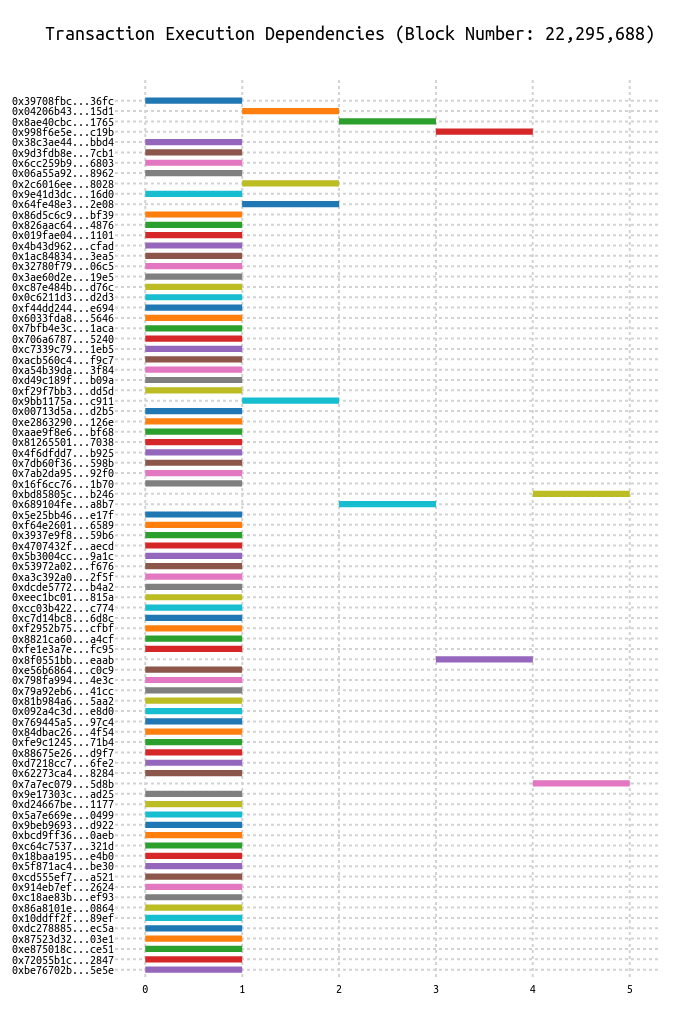 Transaction Execution Dependencies (Block Number: 22,295,688)
0x39708fbc...36fc
0x04206b43...15d1
0x8ae40cbc...1765
0x998f6e5e...c19b
0x38c3ae44...bbd4
0x9d3fdb8e...7cb1
0x6cc259b9...6803
0x06a55a92...8962
0x2c6016ee...8028
0x9e41d3dc...16d0
0x64fe48e3...2e08
0x86d5c6c9...bf39
0x826aac64...4876
0x019fae04...1101
0x4b43d962...cfad
0x1ac84834...3ea5
0x32780f79...06c5
0x3ae60d2e...19e5
0xc87e484b...d76c
0x0c6211d3...d2d3
0xf44dd244...e694
0x6033fda8...5646
0x7bfb4e3c...1aca
0x706a6787...5240
0xc7339c79...1eb5
0xacb560c4...f9c7
0xa54b39da...3f84
0xd49c189f...b09a
0xf29f7bb3...dd5d
0x9bb1175a...c911
0x00713d5a...d2b5
0xe2863290...126e
0xaae9f8e6...bf68
0x81265501...7038
0x4f6dfdd7...b925
0x7db60f36...598b
0x7ab2da95...92f0
0x16f6cc76...1b70
0xbd85805c...b246
0x689104fe...a8b7
0x5e25bb46...e17f
0xf64e2601...6589
0x3937e9f8...59b6
0x4707432f...aecd
0x5b3004cc...9a1c
0x53972a02...f676
0xa3c392a0...2f5f
0xdcde5772...b4a2
0xeec1bc01...815a
0xcc03b422...c774
0xc7d14bc8...6d8c
0xf2952b75...cfbf
0x8821ca60...a4cf
0xfe1e3a7e...fc95
0x8f0551bb...eaab
0xe56b6864...c0c9
0x798fa994...4e3c
0x79a92eb6...41cc
0x81b984a6...5aa2
0x092a4c3d...e8d0
0x769445a5...97c4
0x84dbac26...4f54
0xfe9c1245...71b4
0x88675e26...d9f7
0xd7218cc7...6fe2
0x62273ca4...8284
0x7a7ec079...5d8b
0x9e17303c...ad25
0xd24667be...1177
0x5a7e669e...0499
0x9beb9693...d922
0xbcd9ff36...0aeb
0xc64c7537...321d
0x18baa195...e4b0
0x5f871ac4...be30
0xcd555ef7...a521
0x914eb7ef...2624
0xc18ae83b...ef93
0x86a8101e...0864
0x10ddff2f...89ef
0xdc278885...ec5a
0x87523d32...03e1
0xe875018c...ce51
0x72055b1c...2847
0xbe76702b...5e5e
0 1 2 3 4 5